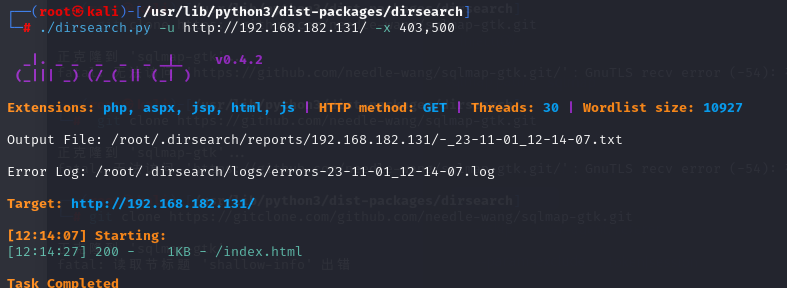 ┌──(root㉿kali)-[/usr/lib/python3/dist-packages/dirsearch]
└─# ./dirsearch.py -u http://192.168.182.131/ -x 403,500
v0.4.2
Extensions: php, aspx, jsp, html, js | HTTP method: GET | Threads: 30 | Wordlist size: 10927
Output File: /root/.dirsearch/reports/192.168.182.131/-_23-11-01_12-14-07.txt
Error Log: /root/.dirsearch/logs/errors-23-11-01_12-14-07.log
Target: http://192.168.182.131/
[12:14:07] Starting:
[12:14:27] 200 - 1KB - /index.html
Task Completed